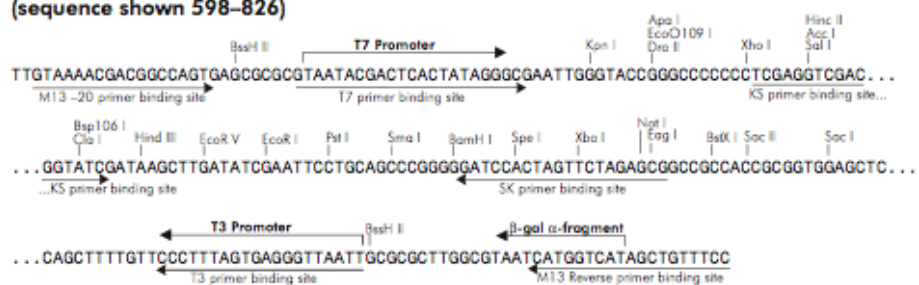 (sequence shown 598–826)
Apa I
EcoO109 I
Dra II
Hinc II
Acc I
Sal I
BssH II
T7 Promoter
Kpn I
Xho I
TTGTAAAACGACGGCCAGTGAGCGCGCGTAATACGACTCACTATAGGGCGAATTGGGTACCGGGCCCCCCCTCGAGGTCGAC...
M13 –20 primer binding site
T7 primer binding site
KS primer binding site...
Bsp106 I
Cla I
Hind III
EcoR V
EcoR I
Pst I
Sma I
BamH I
Spe I
Xba I
Not I
Eag I
BstX I
Sac II
Sac I
...GGTATCGATAAGCTTGATATCGAATTCCTGCAGCCCGGGGGATCCACTAGTTCTAGAGCGGCCGCCACCGCGGTGGAGCTC...
...KS primer binding site
SK primer binding site
T3 Promoter
BssH II
β-gal α-fragment
...CAGCTTTTGTTCCCTTTAGTGAGGGTTAATTGCGCGCTTGGCGTAATCATGGTCATAGCTGTTTCC
T3 primer binding site
M13 Reverse primer binding site